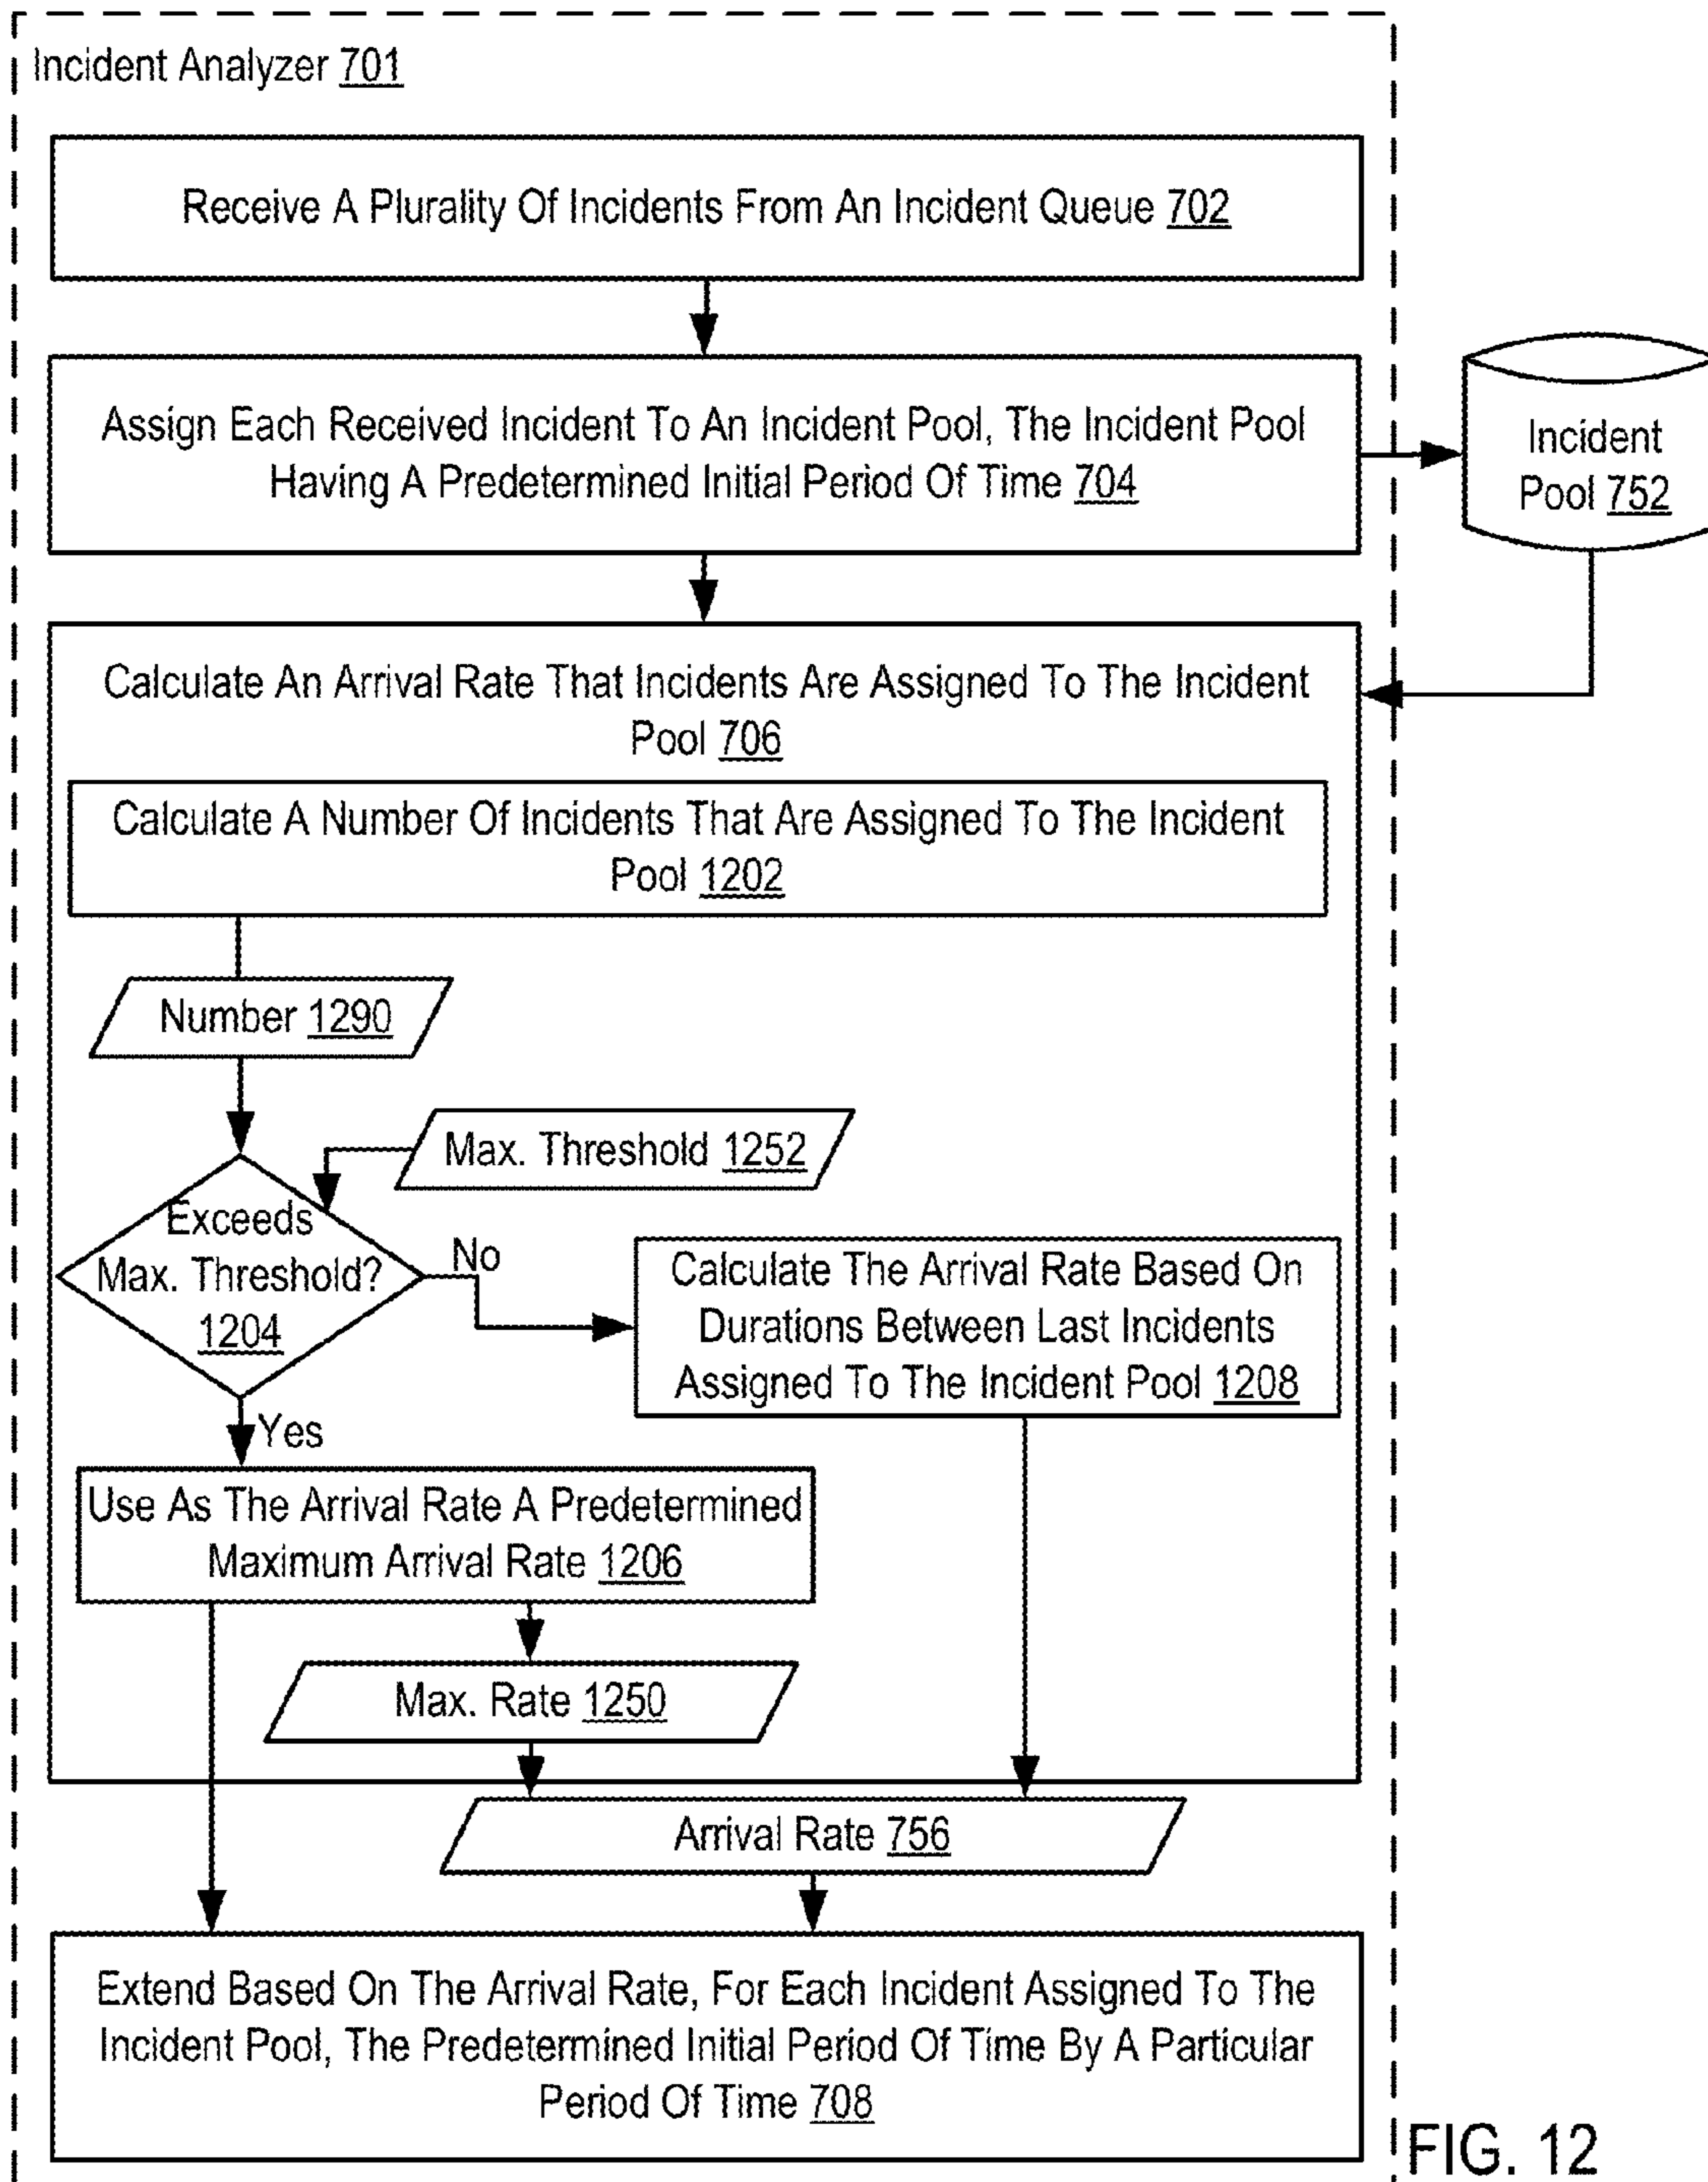 Incident Analyzer 701
Receive A Plurality Of Incidents From An Incident Queue 702
Assign Each Received Incident To An Incident Pool, The Incident Pool
Having A Predetermined Initial Period Of Time 704
Incident
Pool 752
Calculate An Arrival Rate That Incidents Are Assigned To The Incident
Pool 706
Calculate A Number Of Incidents That Are Assigned To The Incident
Pool 1202
Number 1290
Max. Threshold 1252
Exceeds
Max. Threshold?
1204
No
Calculate The Arrival Rate Based On
Durations Between Last Incidents
Assigned To The Incident Pool 1208
Yes
Use As The Arrival Rate A Predetermined
Maximum Arrival Rate 1206
Max. Rate 1250
Arrival Rate 756
Extend Based On The Arrival Rate, For Each Incident Assigned To The
Incident Pool, The Predetermined Initial Period Of Time By A Particular
Period Of Time 708
FIG. 12